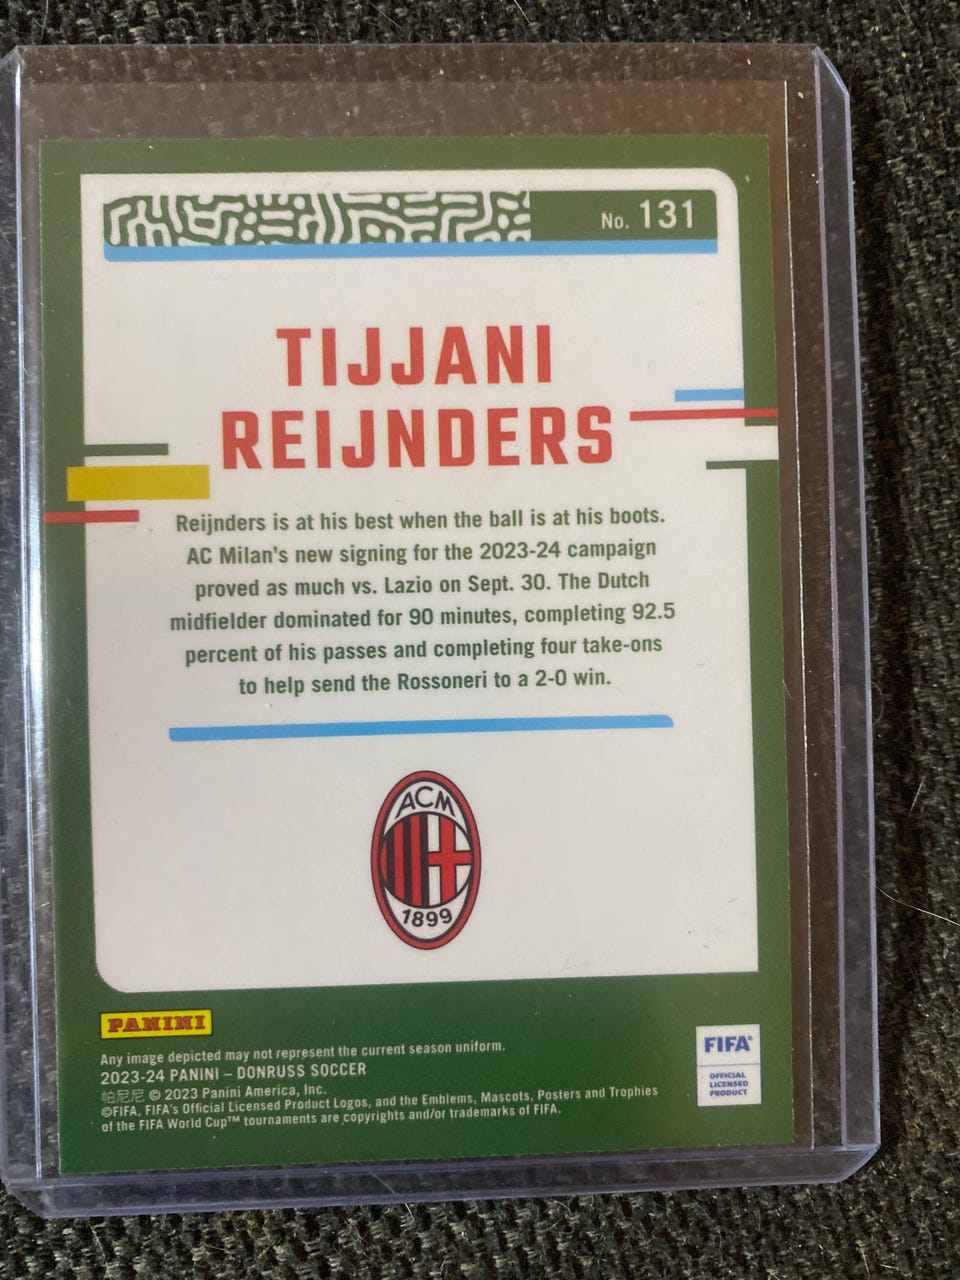 No. 131
TIJJANI
REIJNDERS
Reijnders is at his best when the ball is at his boots.
AC Milan's new signing for the 2023-24 campaign
proved as much vs. Lazio on Sept. 30. The Dutch
midfielder dominated for 90 minutes, completing 92.5
percent of his passes and completing four take-ons
to help send the Rossoneri to a 2-0 win.
ACM
1899
PANINI
Any image depicted may not represent the current season uniform.
2023-24 PANINI – DONRUSS SOCCER
帕尼尼 © 2023 Panini America, Inc.
©FIFA, FIFA's Official Licensed Product Logos, and the Emblems, Mascots, Posters and Trophies
of the FIFA World Cup™ tournaments are copyrights and/or trademarks of FIFA.
FIFA®
OFFICIAL
LICENSED
PRODUCT